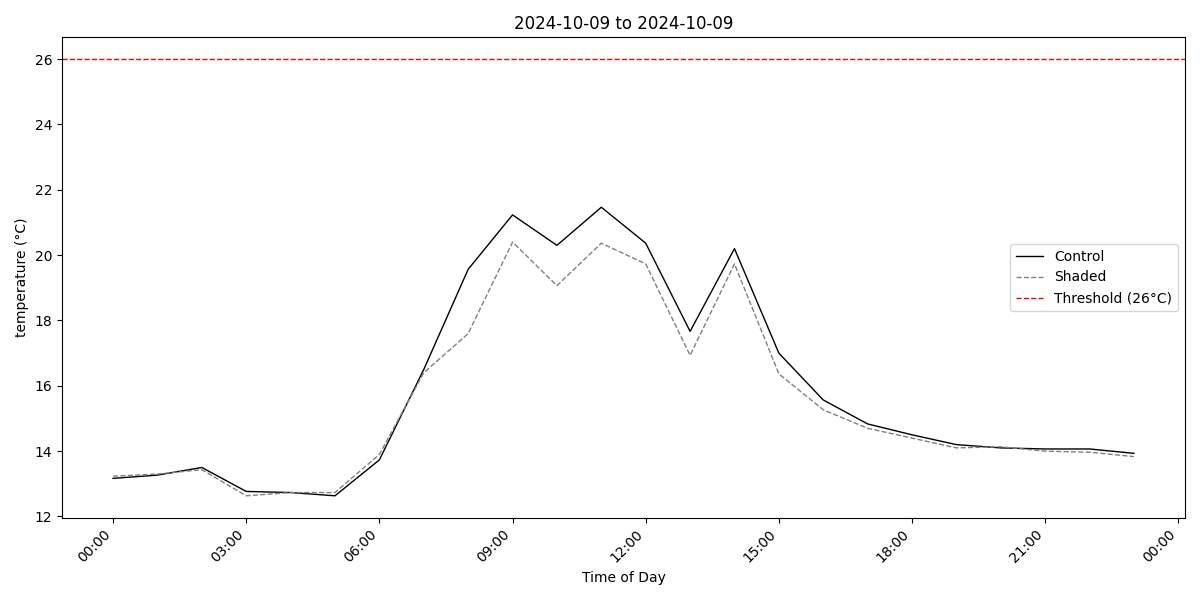 2024-10-09 to 2024-10-09
temperature (°C)
26
24
22
20
18
16
14
12
Control
Shaded
Threshold (26°C)
00:00
03:00
06:00
09:00
12:00
15:00
18:00
21:00
00:00
Time of Day